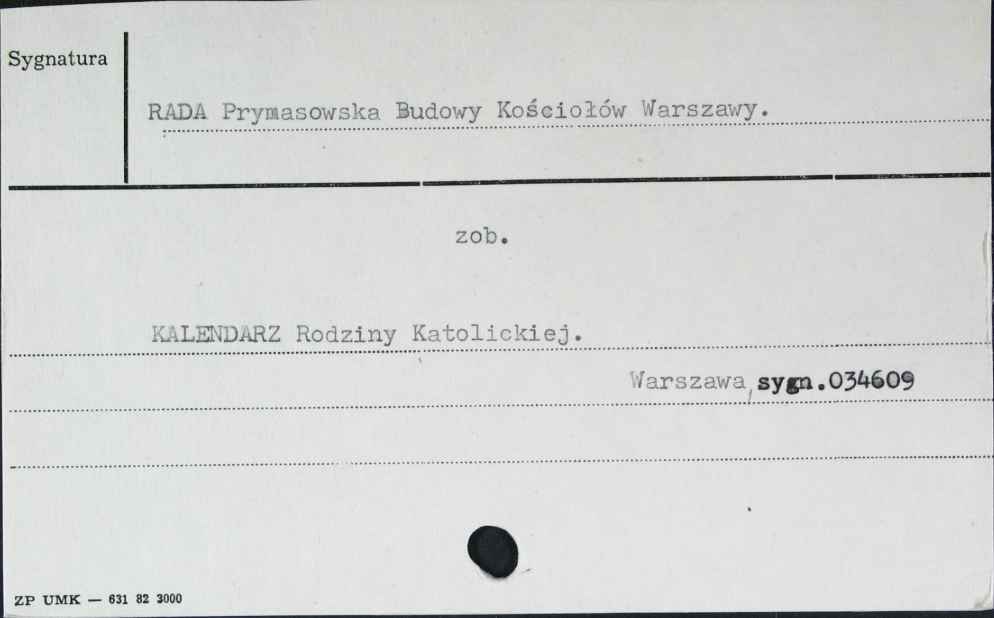 Sygnatura
RADA Prymasowska Budowy Kościołów Warszawy.
zob.
KALENDARZ Rodziny Katolickiej.
Warszawa, sygn.034609
ZP UMK — 631 82 3000